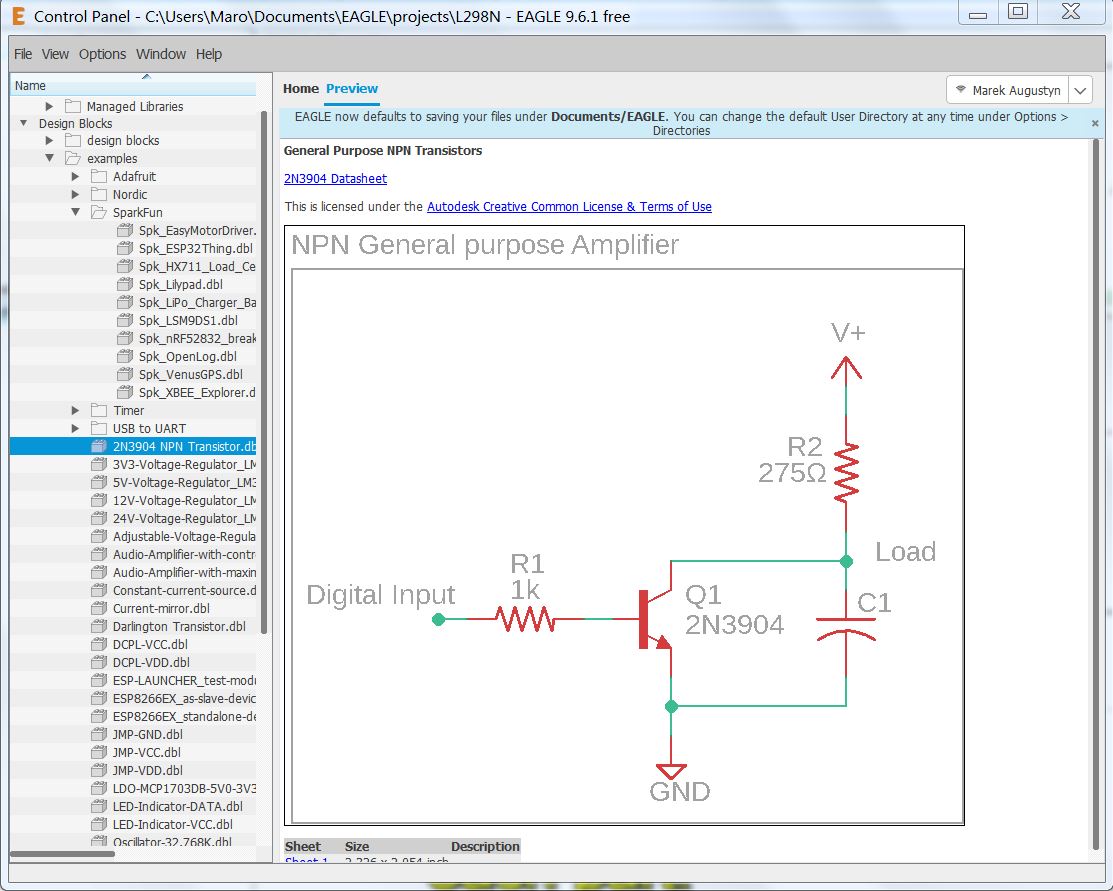 Control Panel - C:\Users\Maro\Documents\EAGLE\projects\L298N - EAGLE 9.6.1 free
File View Options Window Help
Name
Managed Libraries
Design Blocks
design blocks
examples
Adafruit
Nordic
SparkFun
Spk_EasyMotorDriver.
Spk_ESP32Thing.dbl
Spk_HX711_Load_Ce
Spk_Lilypad.dbl
Spk_LiPo_Charger_Ba
Spk_LSM9DS1.dbl
Spk_nRF52832_break
Spk_OpenLog.dbl
Spk_VenusGPS.dbl
Spk_XBEE_Explorer.d
Timer
USB to UART
2N3904 NPN Transistor.db
3V3-Voltage-Regulator_LM
5V-Voltage-Regulator_LM3
12V-Voltage-Regulator_LM
24V-Voltage-Regulator_LM
Adjustable-Voltage-Regula
Audio-Amplifier-with-contr
Audio-Amplifier-with-maxin
Constant-current-source.d
Current-mirror.dbl
Darlington Transistor.dbl
DCPL-VCC.dbl
DCPL-VDD.dbl
ESP-LAUNCHER_test-modu
ESP8266EX_as-slave-devic
ESP8266EX_standalone-de
JMP-GND.dbl
JMP-VCC.dbl
JMP-VDD.dbl
LDO-MCP1703DB-5V0-3V3
LED-Indicator-DATA.dbl
LED-Indicator-VCC.dbl
Oscillator-32.768K.dbl
Home Preview
Marek Augustyn
EAGLE now defaults to saving your files under Documents/EAGLE. You can change the default User Directory at any time under Options >
Directories
General Purpose NPN Transistors
2N3904 Datasheet
This is licensed under the Autodesk Creative Common License & Terms of Use
NPN General purpose Amplifier
V+
R2
275Ω
Load
R1
1k
Digital Input
Q1
2N3904
C1
GND
Sheet Size Description
Sheet 1 2.326 x 2.054 inch